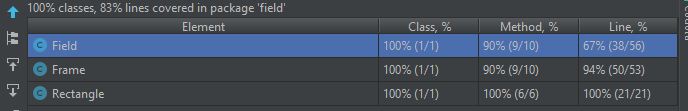 100% classes, 83% lines covered in package 'field'
Element Class, % Method, % Line, %
Field 100% (1/1) 90% (9/10) 67% (38/56)
Frame 100% (1/1) 90% (9/10) 94% (50/53)
Rectangle 100% (1/1) 100% (6/6) 100% (21/21)